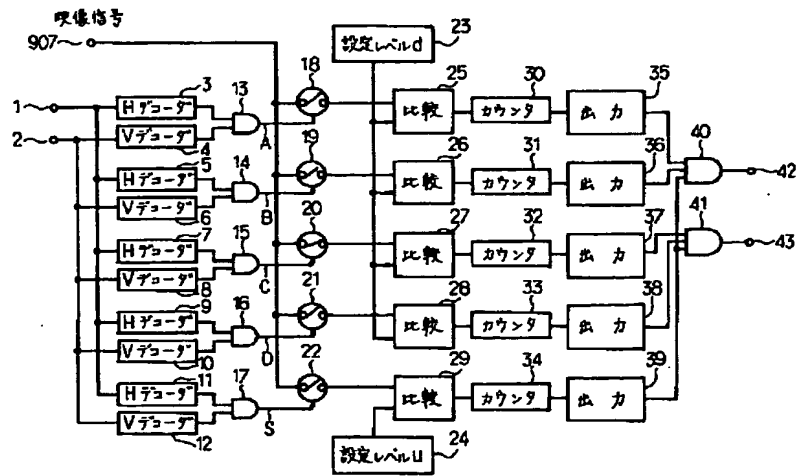 映像信号
907
1
2
3
Hデコーダ
Vデコーダ
4
5
Hデコーダ
Vデコーダ
6
7
Hデコーダ
Vデコーダ
8
9
Hデコーダ
Vデコーダ
10
11
Hデコーダ
Vデコーダ
12
13
A
14
B
15
C
16
D
17
S
18
19
20
21
22
設定レベルd
23
設定レベルu
24
25
比較
26
比較
27
比較
28
比較
29
比較
30
カウンタ
31
カウンタ
32
カウンタ
33
カウンタ
34
カウンタ
35
出力
36
出力
37
出力
38
出力
39
出力
40
42
41
43